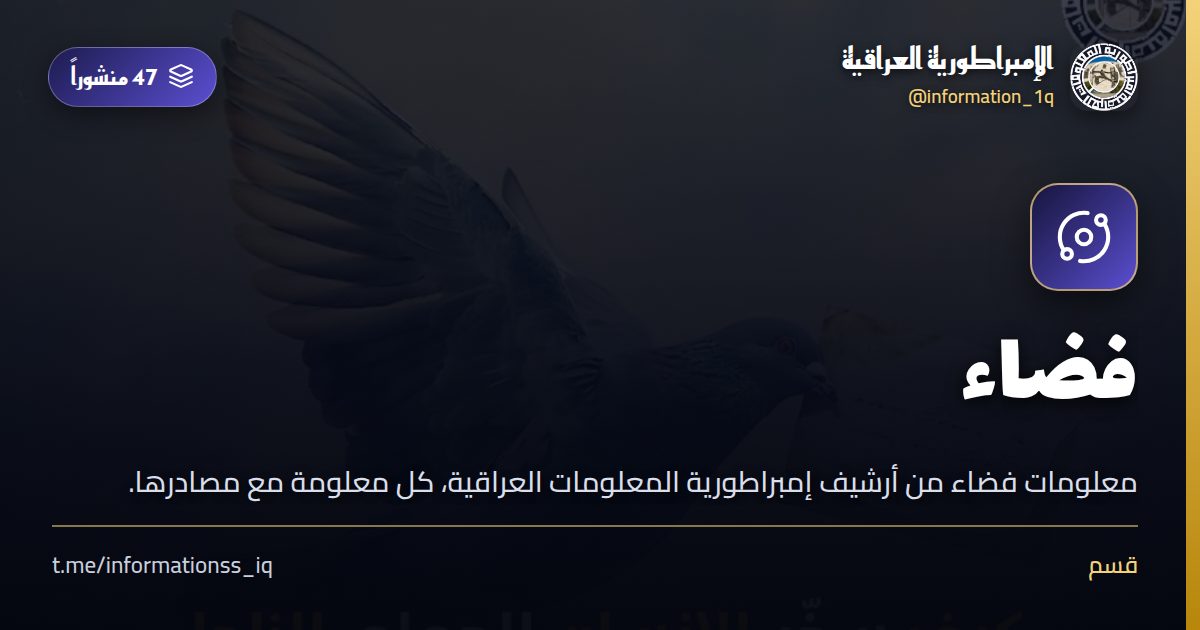 الإمبراطورية العراقية
@information_1q
47 منشوراً
فضاء
معلومات فضاء من أرشيف إمبراطورية المعلومات العراقية، كل معلومة مع مصادرها.
قسم
t.me/informationss_iq